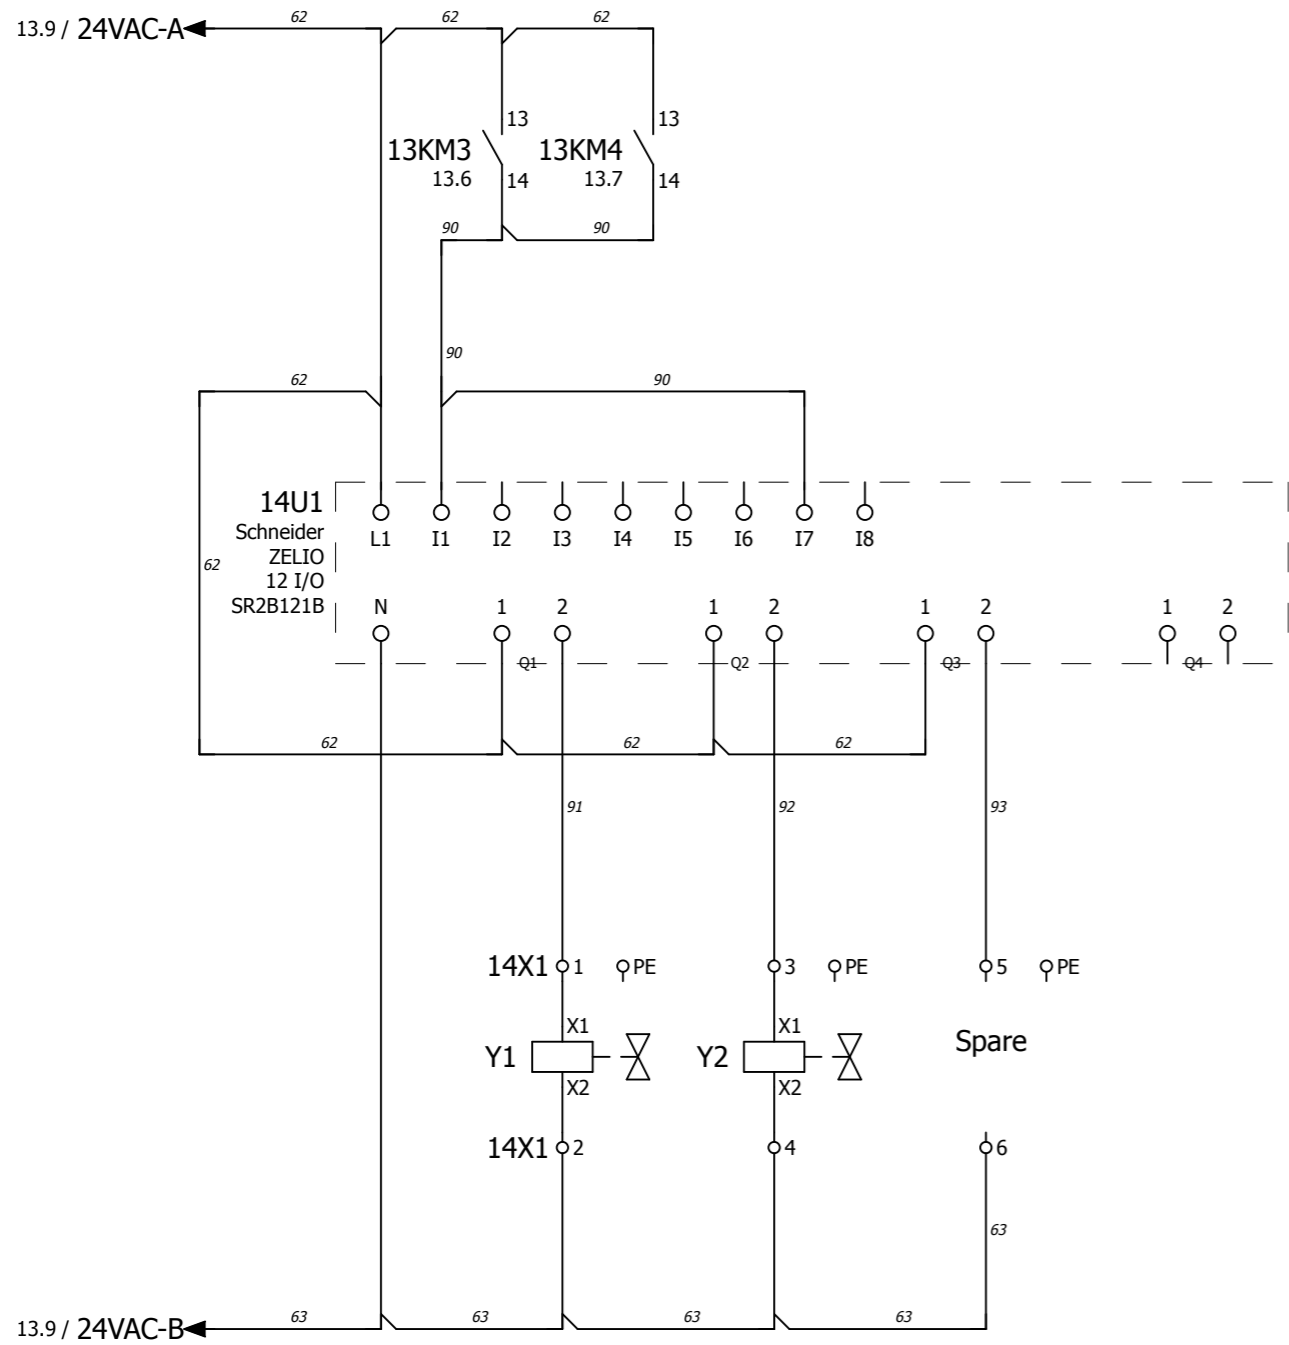 62 62 62
13.9 / 24VAC-A
13 13
13KM3 13KM4
13.6 14 13.7 14
90 90
90
62 90
14U1
Schneider
ZELIO
12 I/O
SR2B121B
62
L1 I1 I2 I3 I4 I5 I6 I7 I8
N 1 2 1 2 1 2 1 2
Q1 Q2 Q3 Q4
62 62 62
91 92 93
14X1 1 PE 3 PE 5 PE
X1 X1
Y1 Y2 Spare
X2 X2
14X1 2 4 6
63
63 63 63 63
13.9 / 24VAC-B